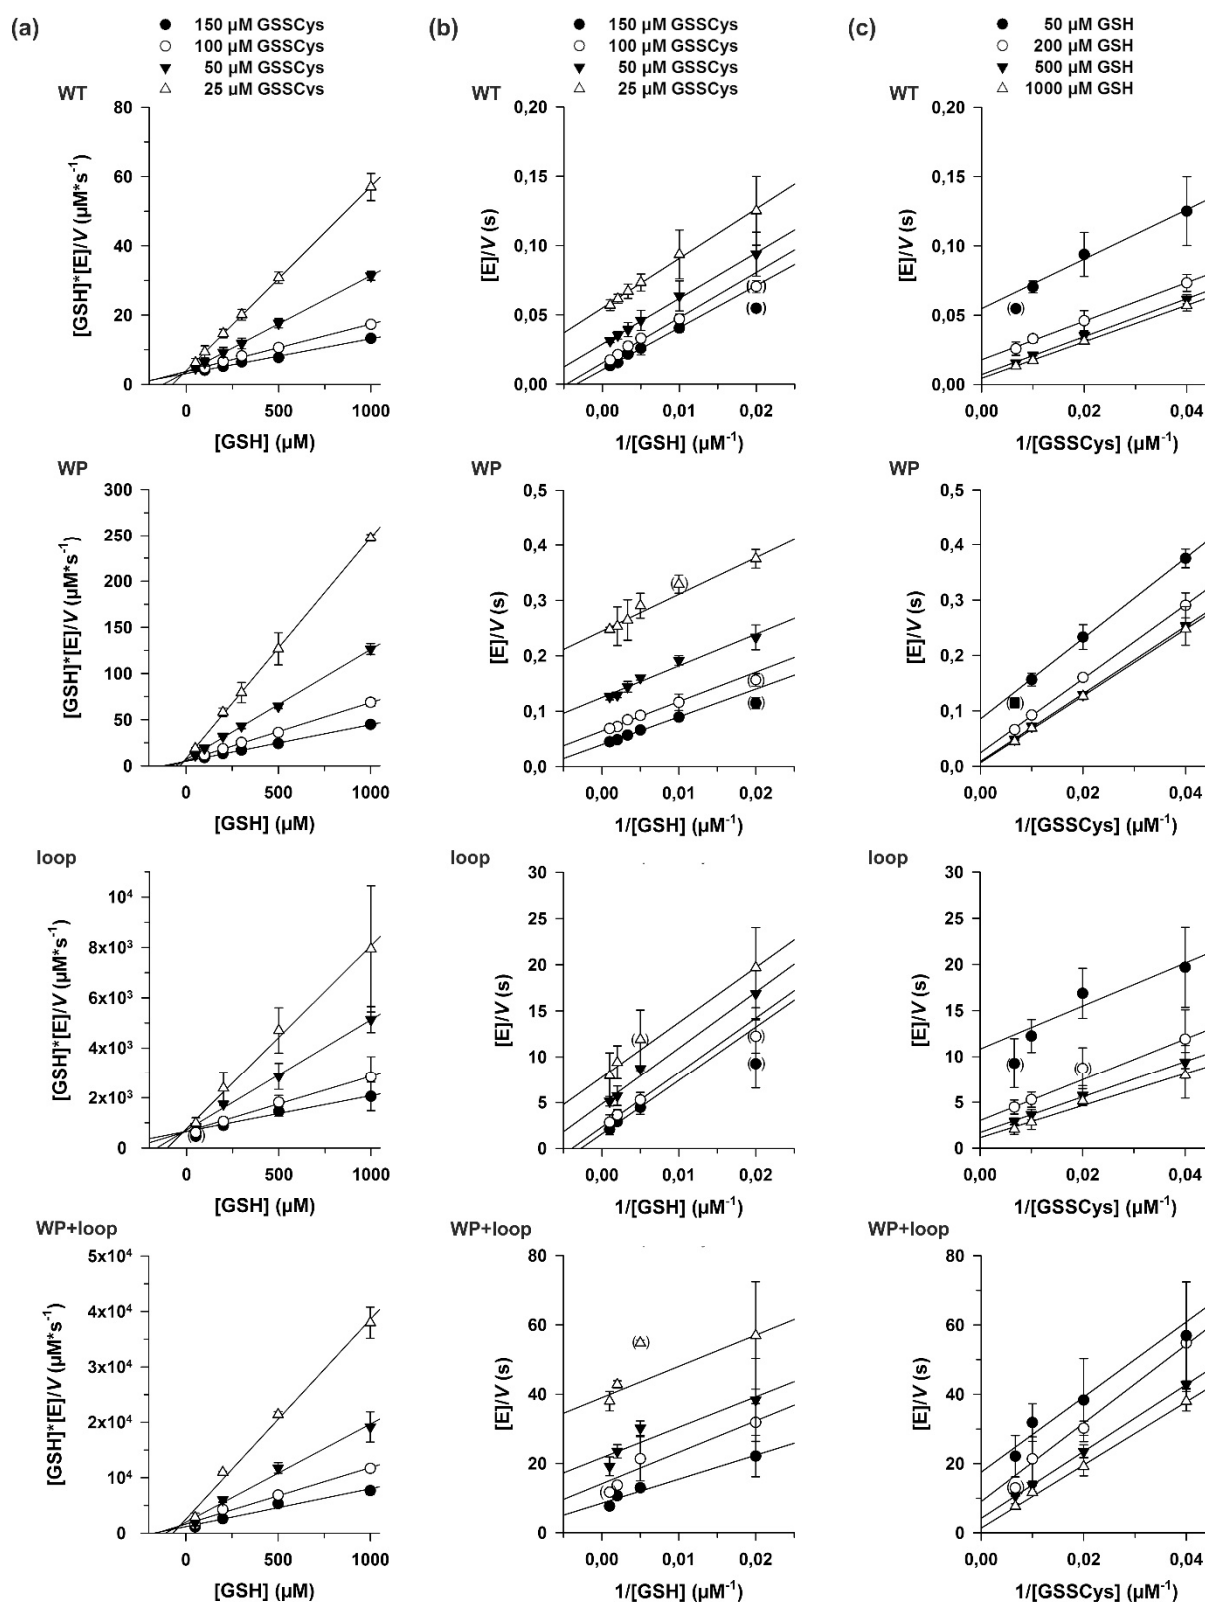 (a)
150 µM GSSCys
100 µM GSSCys
50 µM GSSCys
25 µM GSSCys
(b)
150 µM GSSCys
100 µM GSSCys
50 µM GSSCys
25 µM GSSCys
(c)
50 µM GSH
200 µM GSH
500 µM GSH
1000 µM GSH
WT
80
60
40
20
0
[GSH]*[E]/V (µM*s⁻¹)
0 500 1000
[GSH] (µM)
WT
0,20
0,15
0,10
0,05
0,00
[E]/V (s)
0,00 0,01 0,02
1/[GSH] (µM⁻¹)
WT
0,20
0,15
0,10
0,05
0,00
[E]/V (s)
0,00 0,02 0,04
1/[GSSCys] (µM⁻¹)
WP
300
250
200
150
100
50
0
[GSH]*[E]/V (µM*s⁻¹)
0 500 1000
[GSH] (µM)
WP
0,5
0,4
0,3
0,2
0,1
0,0
[E]/V (s)
0,00 0,01 0,02
1/[GSH] (µM⁻¹)
WP
0,5
0,4
0,3
0,2
0,1
0,0
[E]/V (s)
0,00 0,02 0,04
1/[GSSCys] (µM⁻¹)
loop
10⁴
8x10³
6x10³
4x10³
2x10³
0
[GSH]*[E]/V (µM*s⁻¹)
0 500 1000
[GSH] (µM)
loop
30
25
20
15
10
5
0
[E]/V (s)
0,00 0,01 0,02
1/[GSH] (µM⁻¹)
loop
30
25
20
15
10
5
0
[E]/V (s)
0,00 0,02 0,04
1/[GSSCys] (µM⁻¹)
WP+loop
5x10⁴
4x10⁴
3x10⁴
2x10⁴
10⁴
0
[GSH]*[E]/V (µM*s⁻¹)
0 500 1000
[GSH] (µM)
WP+loop
80
60
40
20
0
[E]/V (s)
0,00 0,01 0,02
1/[GSH] (µM⁻¹)
WP+loop
80
60
40
20
0
[E]/V (s)
0,00 0,02 0,04
1/[GSSCys] (µM⁻¹)